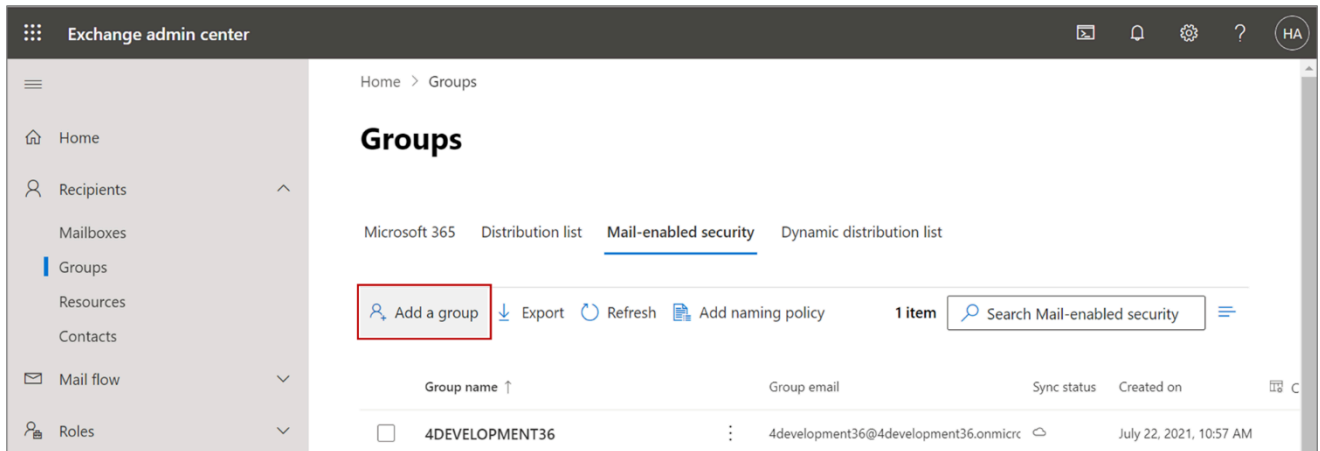 Exchange admin center
HA
Home > Groups
Groups
Home
Recipients
Mailboxes
Groups
Resources
Contacts
Mail flow
Roles
Microsoft 365 Distribution list Mail-enabled security Dynamic distribution list
Add a group Export Refresh Add naming policy 1 item Search Mail-enabled security
Group name ↑ Group email Sync status Created on C
4DEVELOPMENT36 4development36@4development36.onmicrc July 22, 2021, 10:57 AM